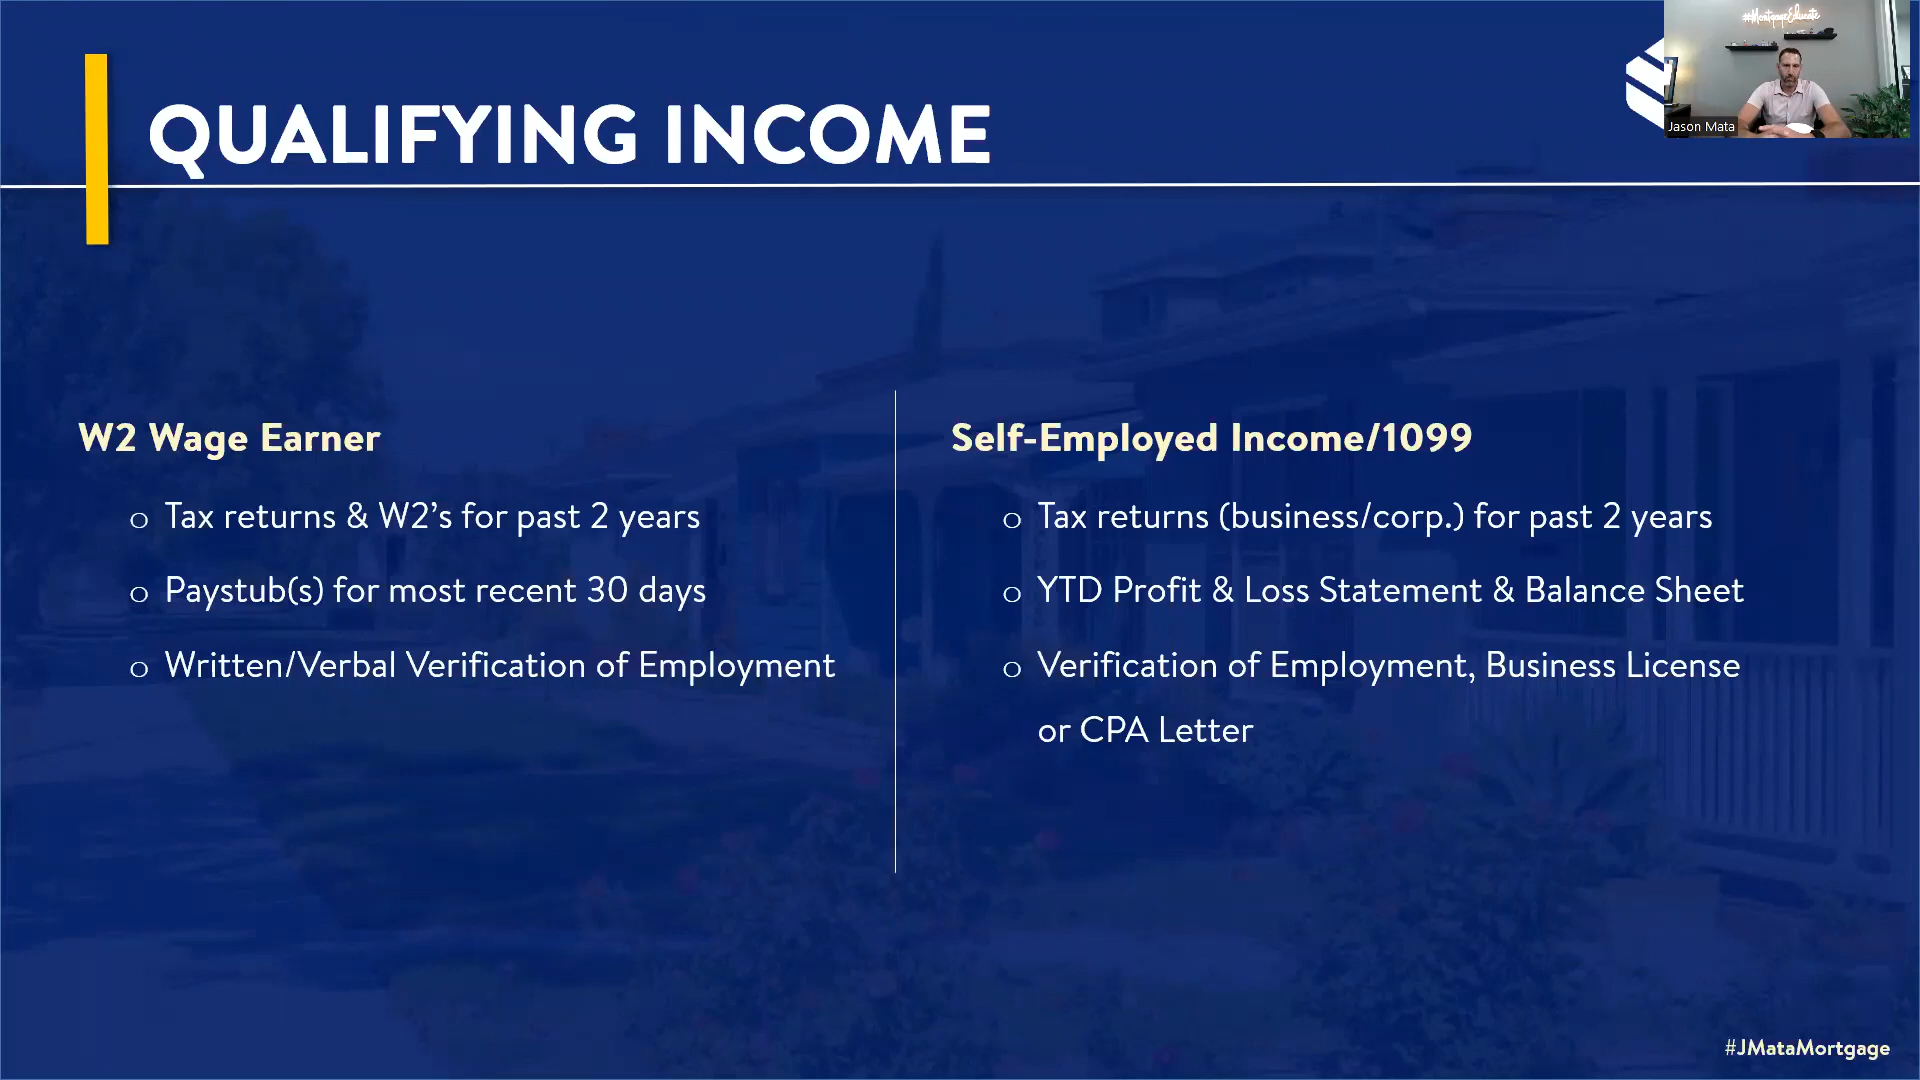 #MortgageEducate
Jason Mata
QUALIFYING INCOME
W2 Wage Earner
o Tax returns & W2’s for past 2 years
o Paystub(s) for most recent 30 days
o Written/Verbal Verification of Employment
Self-Employed Income/1099
o Tax returns (business/corp.) for past 2 years
o YTD Profit & Loss Statement & Balance Sheet
o Verification of Employment, Business License
or CPA Letter
#JMataMortgage